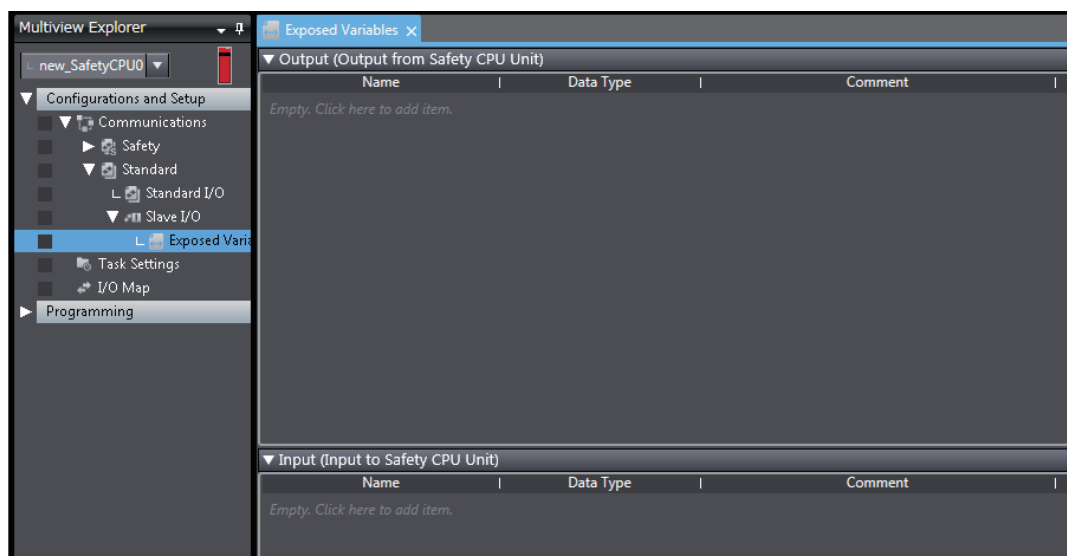 Multiview Explorer
new_SafetyCPU0
Configurations and Setup
Communications
Safety
Standard
Standard I/O
Slave I/O
Exposed Varia
Task Settings
I/O Map
Programming
Exposed Variables
Output (Output from Safety CPU Unit)
Name Data Type Comment
Empty. Click here to add item.
Input (Input to Safety CPU Unit)
Name Data Type Comment
Empty. Click here to add item.